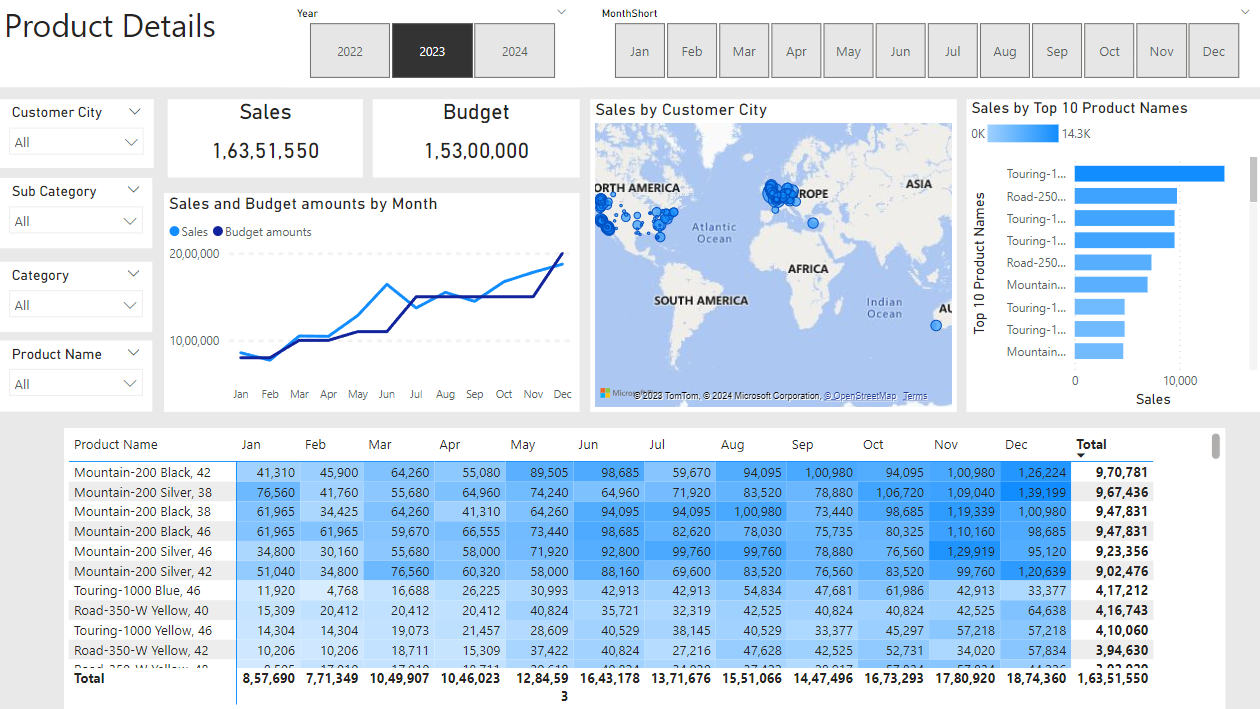 Product Details
Year
2022 2023 2024
MonthShort
Jan Feb Mar Apr May Jun Jul Aug Sep Oct Nov Dec
Customer City
All
Sub Category
All
Category
All
Product Name
All
Sales
1,63,51,550
Budget
1,53,00,000
Sales and Budget amounts by Month
Sales Budget amounts
20,00,000
10,00,000
Jan Feb Mar Apr May Jun Jul Aug Sep Oct Nov Dec
Sales by Customer City
ORTH AMERICA
ROPE
ASIA
Atlantic
Ocean
AFRICA
SOUTH AMERICA
Indian
Ocean
AU
© 2023 TomTom, © 2024 Microsoft Corporation, © OpenStreetMap Terms
Sales by Top 10 Product Names
0K 14.3K
Top 10 Product Names
Touring-1...
Road-250...
Touring-1...
Touring-1...
Road-250...
Mountain...
Touring-1...
Touring-1...
Mountain...
0 10,000
Sales
Product Name Jan Feb Mar Apr May Jun Jul Aug Sep Oct Nov Dec Total
Mountain-200 Black, 42 41,310 45,900 64,260 55,080 89,505 98,685 59,670 94,095 1,00,980 94,095 1,00,980 1,26,224 9,70,781
Mountain-200 Silver, 38 76,560 41,760 55,680 64,960 74,240 64,960 71,920 83,520 78,880 1,06,720 1,09,040 1,39,199 9,67,436
Mountain-200 Black, 38 61,965 34,425 64,260 41,310 64,260 94,095 94,095 1,00,980 73,440 98,685 1,19,339 1,00,980 9,47,831
Mountain-200 Black, 46 61,965 61,965 59,670 66,555 73,440 98,685 82,620 78,030 75,735 80,325 1,10,160 98,685 9,47,831
Mountain-200 Silver, 46 34,800 30,160 55,680 58,000 71,920 92,800 99,760 99,760 78,880 76,560 1,29,919 95,120 9,23,356
Mountain-200 Silver, 42 51,040 34,800 76,560 60,320 58,000 88,160 69,600 83,520 76,560 83,520 99,760 1,20,639 9,02,476
Touring-1000 Blue, 46 11,920 4,768 16,688 26,225 30,993 42,913 42,913 54,834 47,681 61,986 42,913 33,377 4,17,212
Road-350-W Yellow, 40 15,309 20,412 20,412 20,412 40,824 35,721 32,319 42,525 40,824 40,824 42,525 64,638 4,16,743
Touring-1000 Yellow, 46 14,304 14,304 19,073 21,457 28,609 40,529 38,145 40,529 33,377 45,297 57,218 57,218 4,10,060
Road-350-W Yellow, 42 10,206 10,206 18,711 15,309 37,422 40,824 27,216 47,628 42,525 52,731 34,020 57,834 3,94,630
Total 8,57,690 7,71,349 10,49,907 10,46,023 12,84,59 16,43,178 13,71,676 15,51,066 14,47,496 16,73,293 17,80,920 18,74,360 1,63,51,550
3